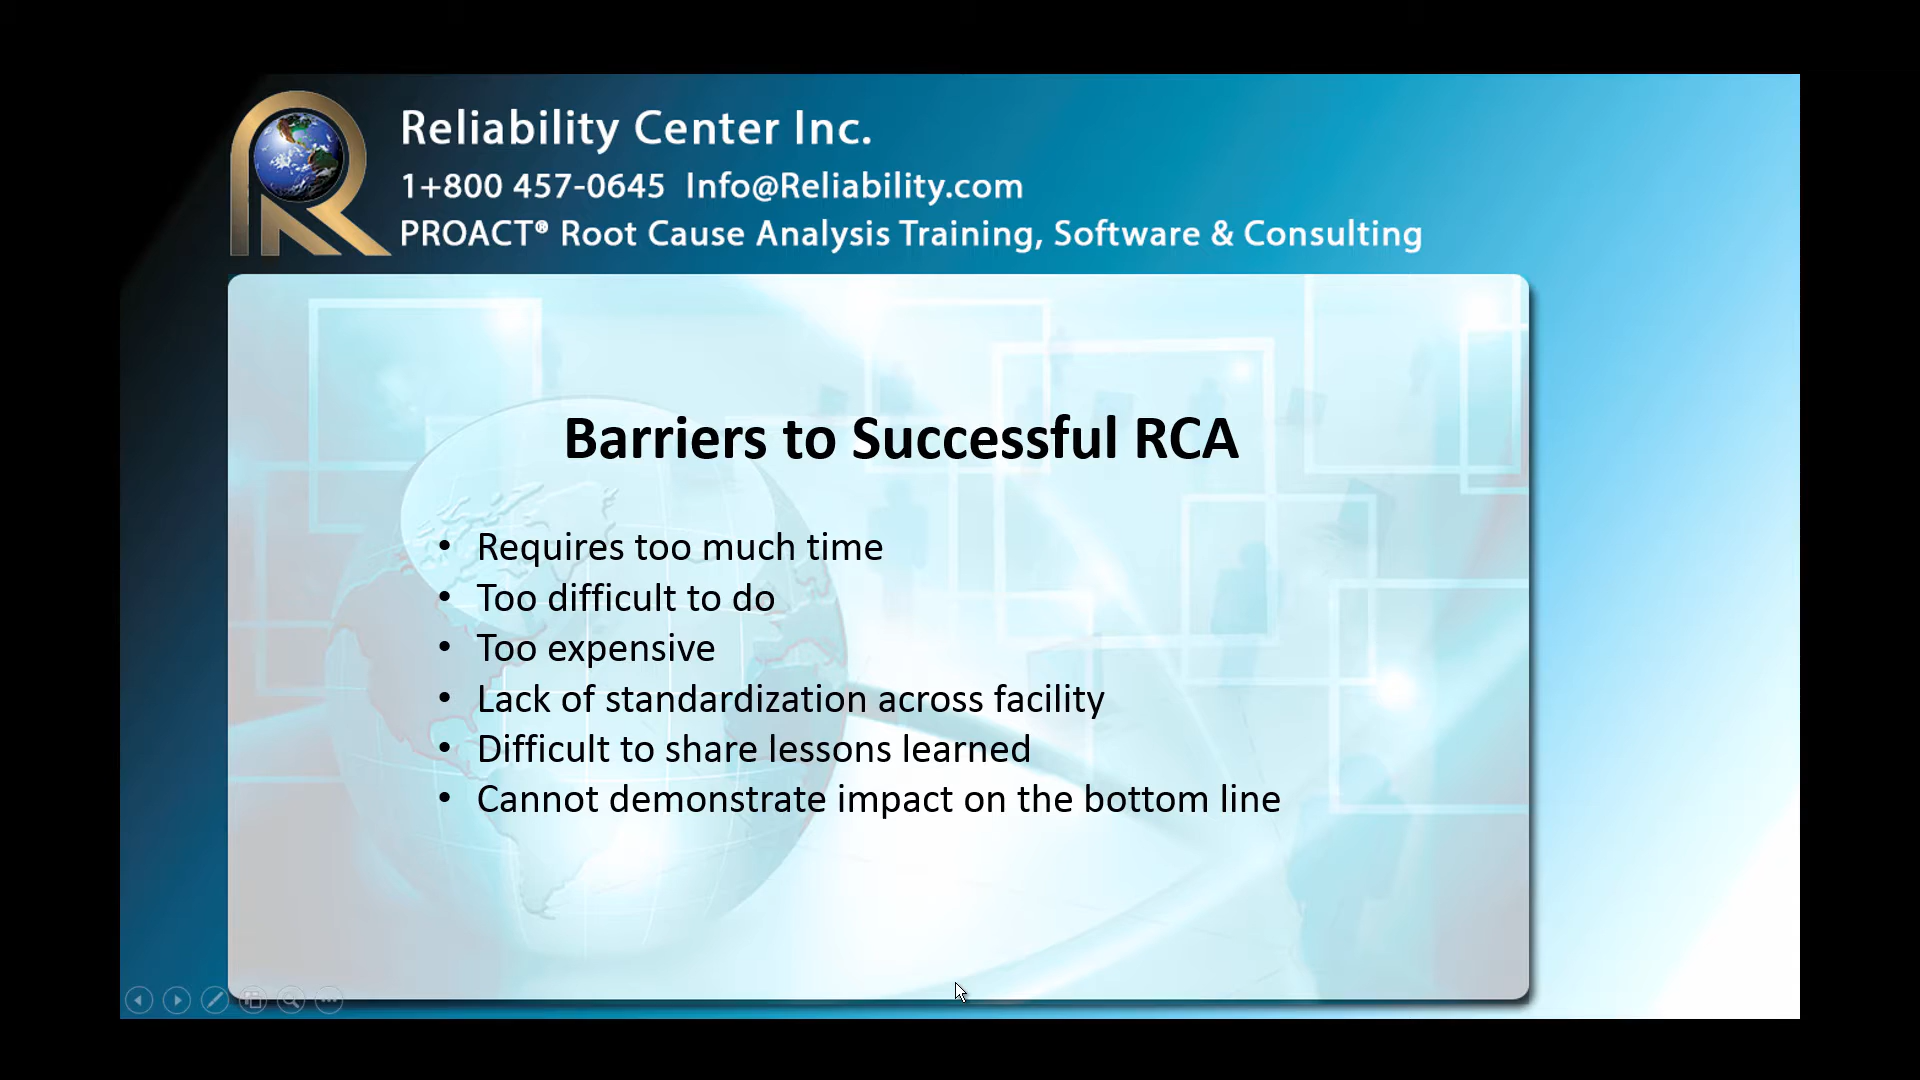 Reliability Center Inc.
1+800 457-0645 Info@Reliability.com
PROACT® Root Cause Analysis Training, Software & Consulting
Barriers to Successful RCA
• Requires too much time
• Too difficult to do
• Too expensive
• Lack of standardization across facility
• Difficult to share lessons learned
• Cannot demonstrate impact on the bottom line